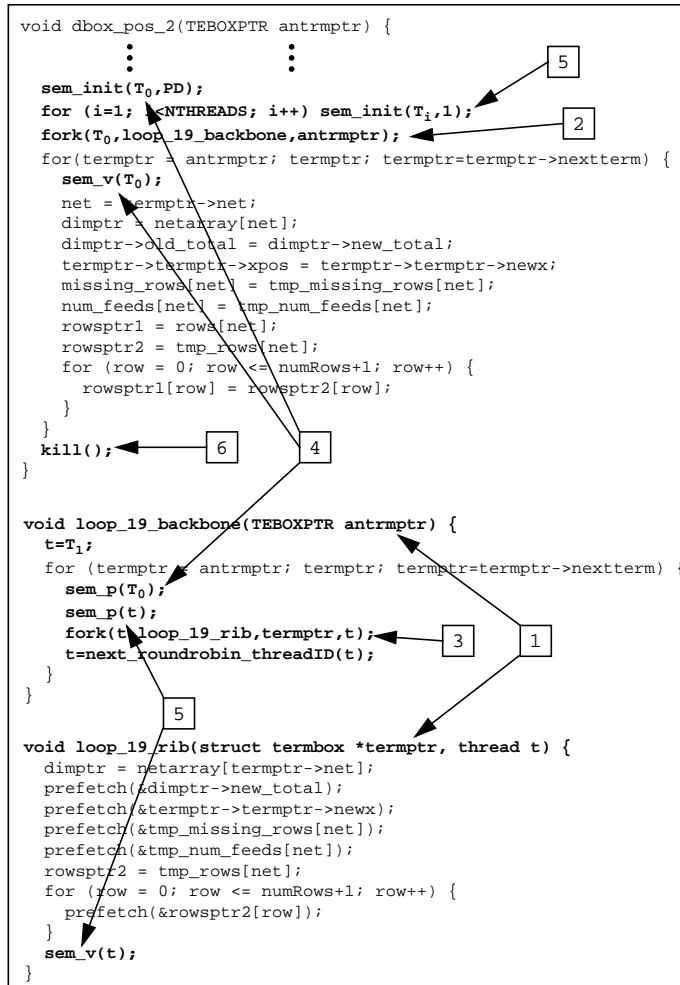 void dbox_pos_2(TEBOXPTR antrmptr) {
sem_init(T0,PD);
5
for (i=1; i<NTHREADS; i++) sem_init(Ti,1);
fork(T0,loop_19_backbone,antrmptr);
2
for(termptr = antrmptr; termptr; termptr=termptr->nextterm) {
sem_v(T0);
net = termptr->net;
dimptr = netarray[net];
dimptr->old_total = dimptr->new_total;
termptr->termptr->xpos = termptr->termptr->newx;
missing_rows[net] = tmp_missing_rows[net];
num_feeds[net] = tmp_num_feeds[net];
rowsptr1 = rows[net];
rowsptr2 = tmp_rows[net];
for (row = 0; row <= numRows+1; row++) {
rowsptr1[row] = rowsptr2[row];
}
}
kill();
6
4
}
void loop_19_backbone(TEBOXPTR antrmptr) {
t=T1;
for (termptr = antrmptr; termptr; termptr=termptr->nextterm) {
sem_p(T0);
sem_p(t);
fork(t,loop_19_rib,termptr,t);
3
1
t=next_roundrobin_threadID(t);
}
}
5
void loop_19_rib(struct termbox *termptr, thread t) {
dimptr = netarray[termptr->net];
prefetch(&dimptr->new_total);
prefetch(&termptr->termptr->newx);
prefetch(&tmp_missing_rows[net]);
prefetch(&tmp_num_feeds[net]);
rowsptr2 = tmp_rows[net];
for (row = 0; row <= numRows+1; row++) {
prefetch(&rowsptr2[row]);
}
sem_v(t);
}